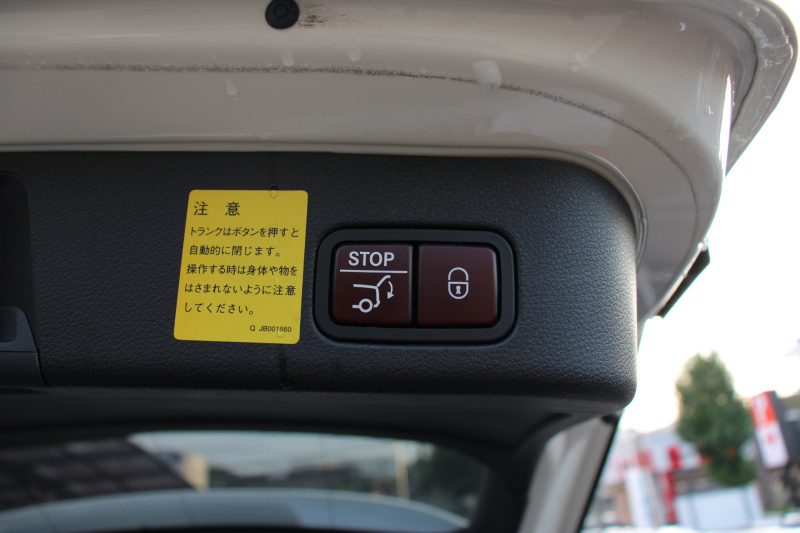 注 意
トランクはボタンを押すと
自動的に閉じます。
操作する時は身体や物を
はさまれないように注意
してください。
Q JB001660
STOP